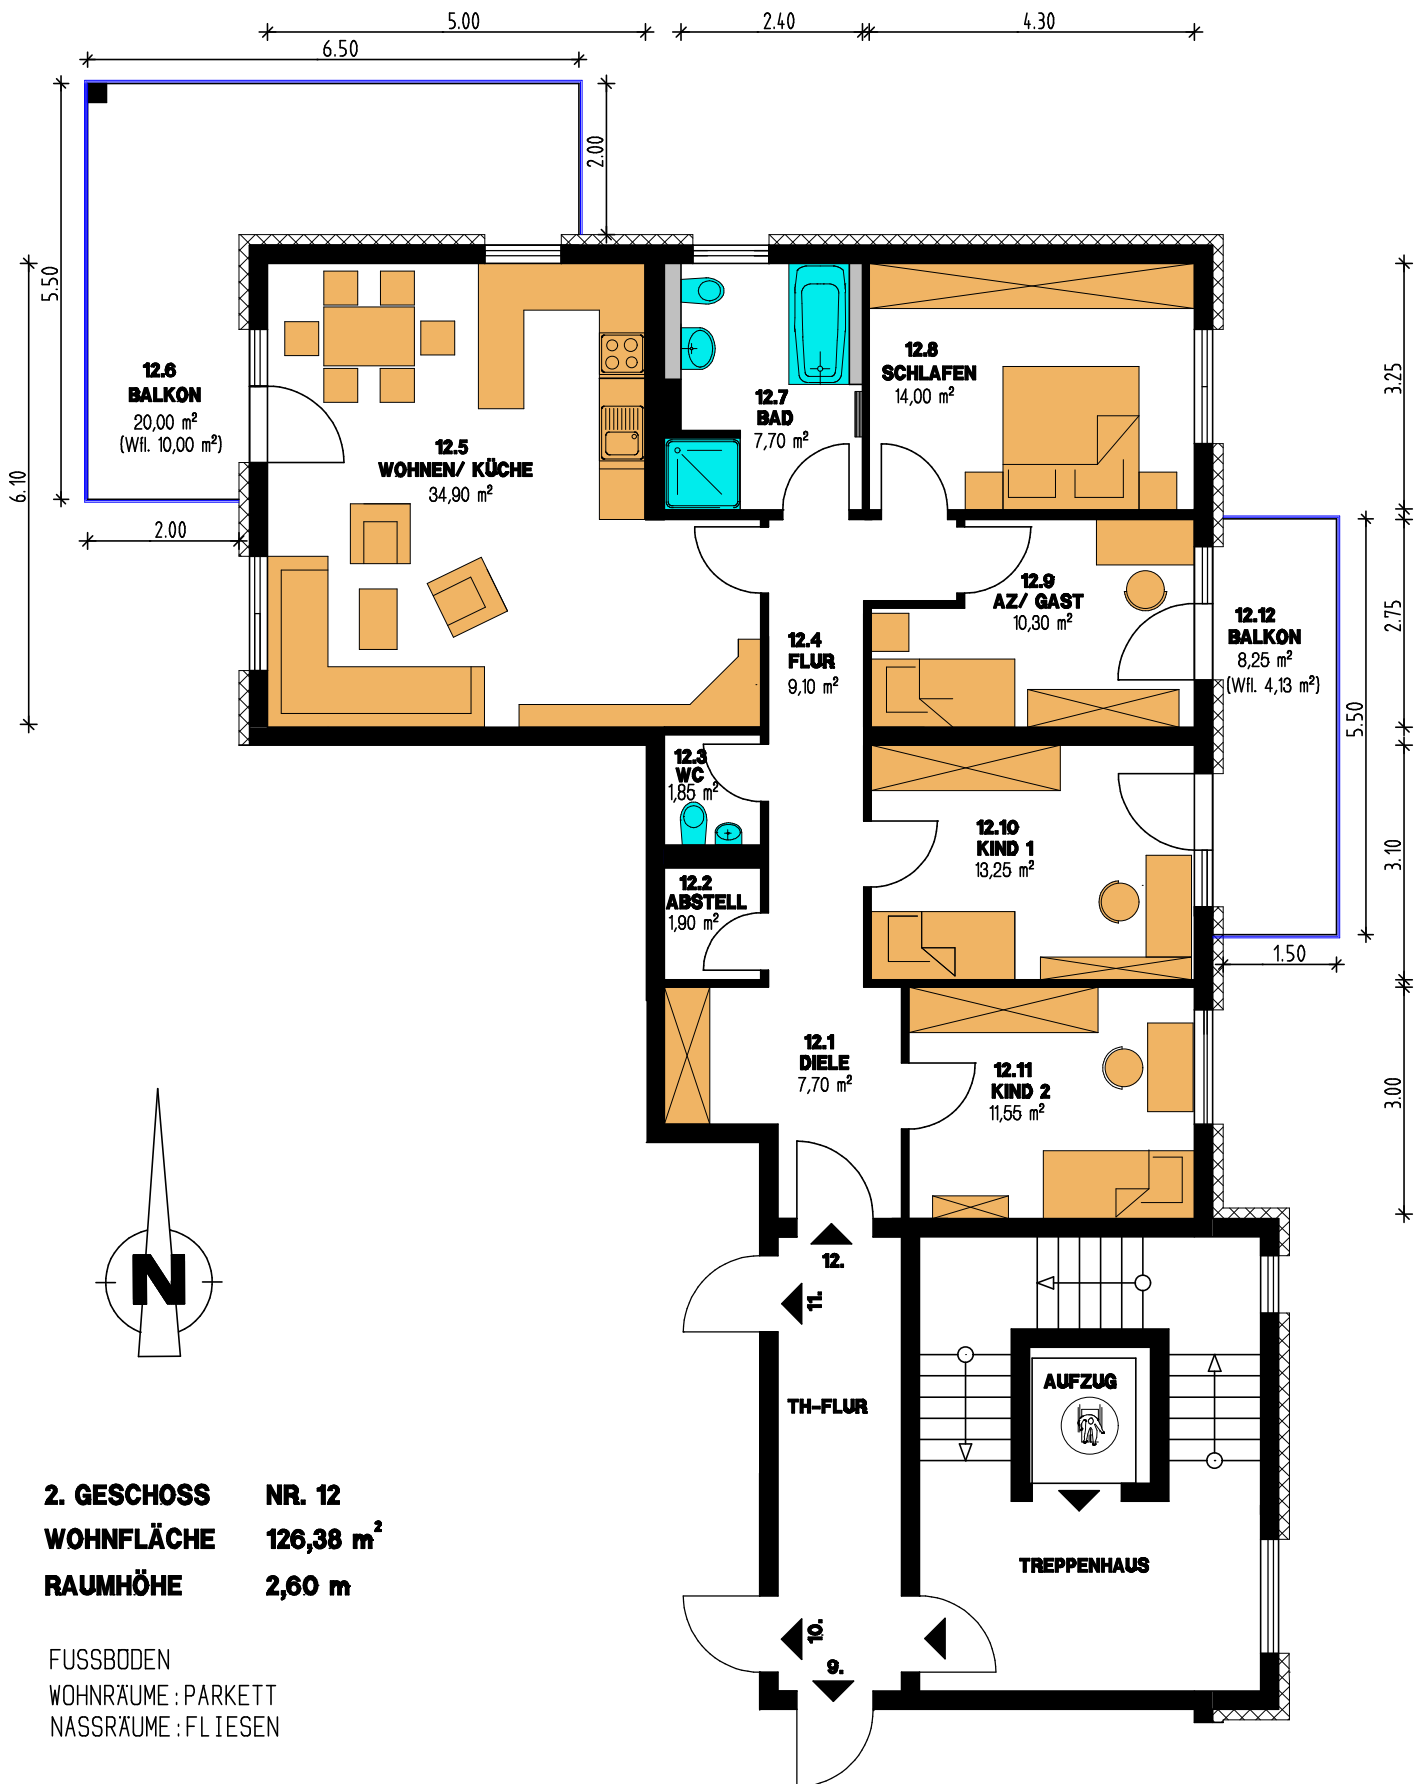 5.00
2.40
4.30
6.50
2.00
5.50
6.10
2.00
12.6
BALKON
20,00 m²
(Wfl. 10,00 m²)
12.5
WOHNEN/ KÜCHE
34,90 m²
12.7
BAD
7,70 m²
12.8
SCHLAFEN
14,00 m²
3.25
12.9
AZ/ GAST
10,30 m²
12.12
BALKON
8,25 m²
(Wfl. 4,13 m²)
2.75
5.50
12.4
FLUR
9,10 m²
12.3
WC
1,85 m²
12.10
KIND 1
13,25 m²
3.10
12.2
ABSTELL
1,90 m²
1.50
12.1
DIELE
7,70 m²
12.11
KIND 2
11,55 m²
3.00
12.
11.
N
TH-FLUR
AUFZUG
TREPPENHAUS
10.
9.
2. GESCHOSS NR. 12
WOHNFLÄCHE 126,38 m²
RAUMHÖHE 2,60 m
FUSSBÖDEN
WOHNRÄUME:PARKETT
NASSRÄUME:FLIESEN